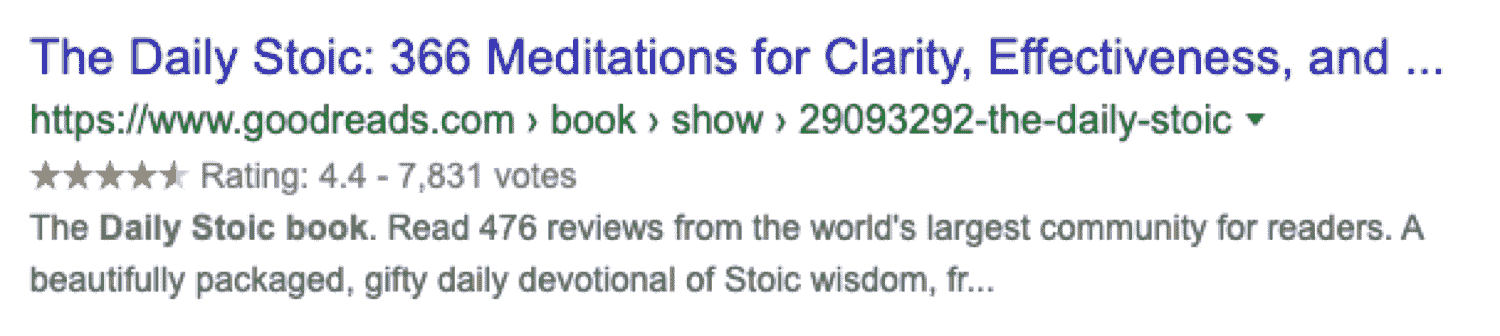 The Daily Stoic: 366 Meditations for Clarity, Effectiveness, and ...
https://www.goodreads.com › book › show › 29093292-the-daily-stoic
Rating: 4.4 - 7,831 votes
The Daily Stoic book. Read 476 reviews from the world's largest community for readers. A
beautifully packaged, gifty daily devotional of Stoic wisdom, fr...